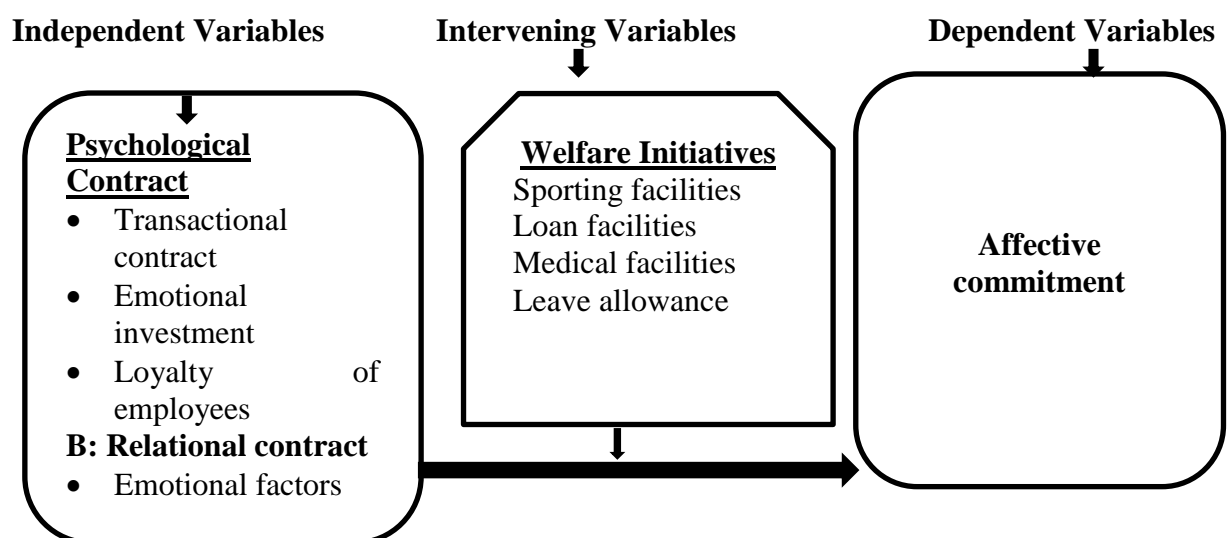 Independent Variables
Intervening Variables
Dependent Variables
Psychological
Contract
• Transactional
contract
• Emotional
investment
• Loyalty of
employees
B: Relational contract
• Emotional factors
Welfare Initiatives
Sporting facilities
Loan facilities
Medical facilities
Leave allowance
Affective
commitment